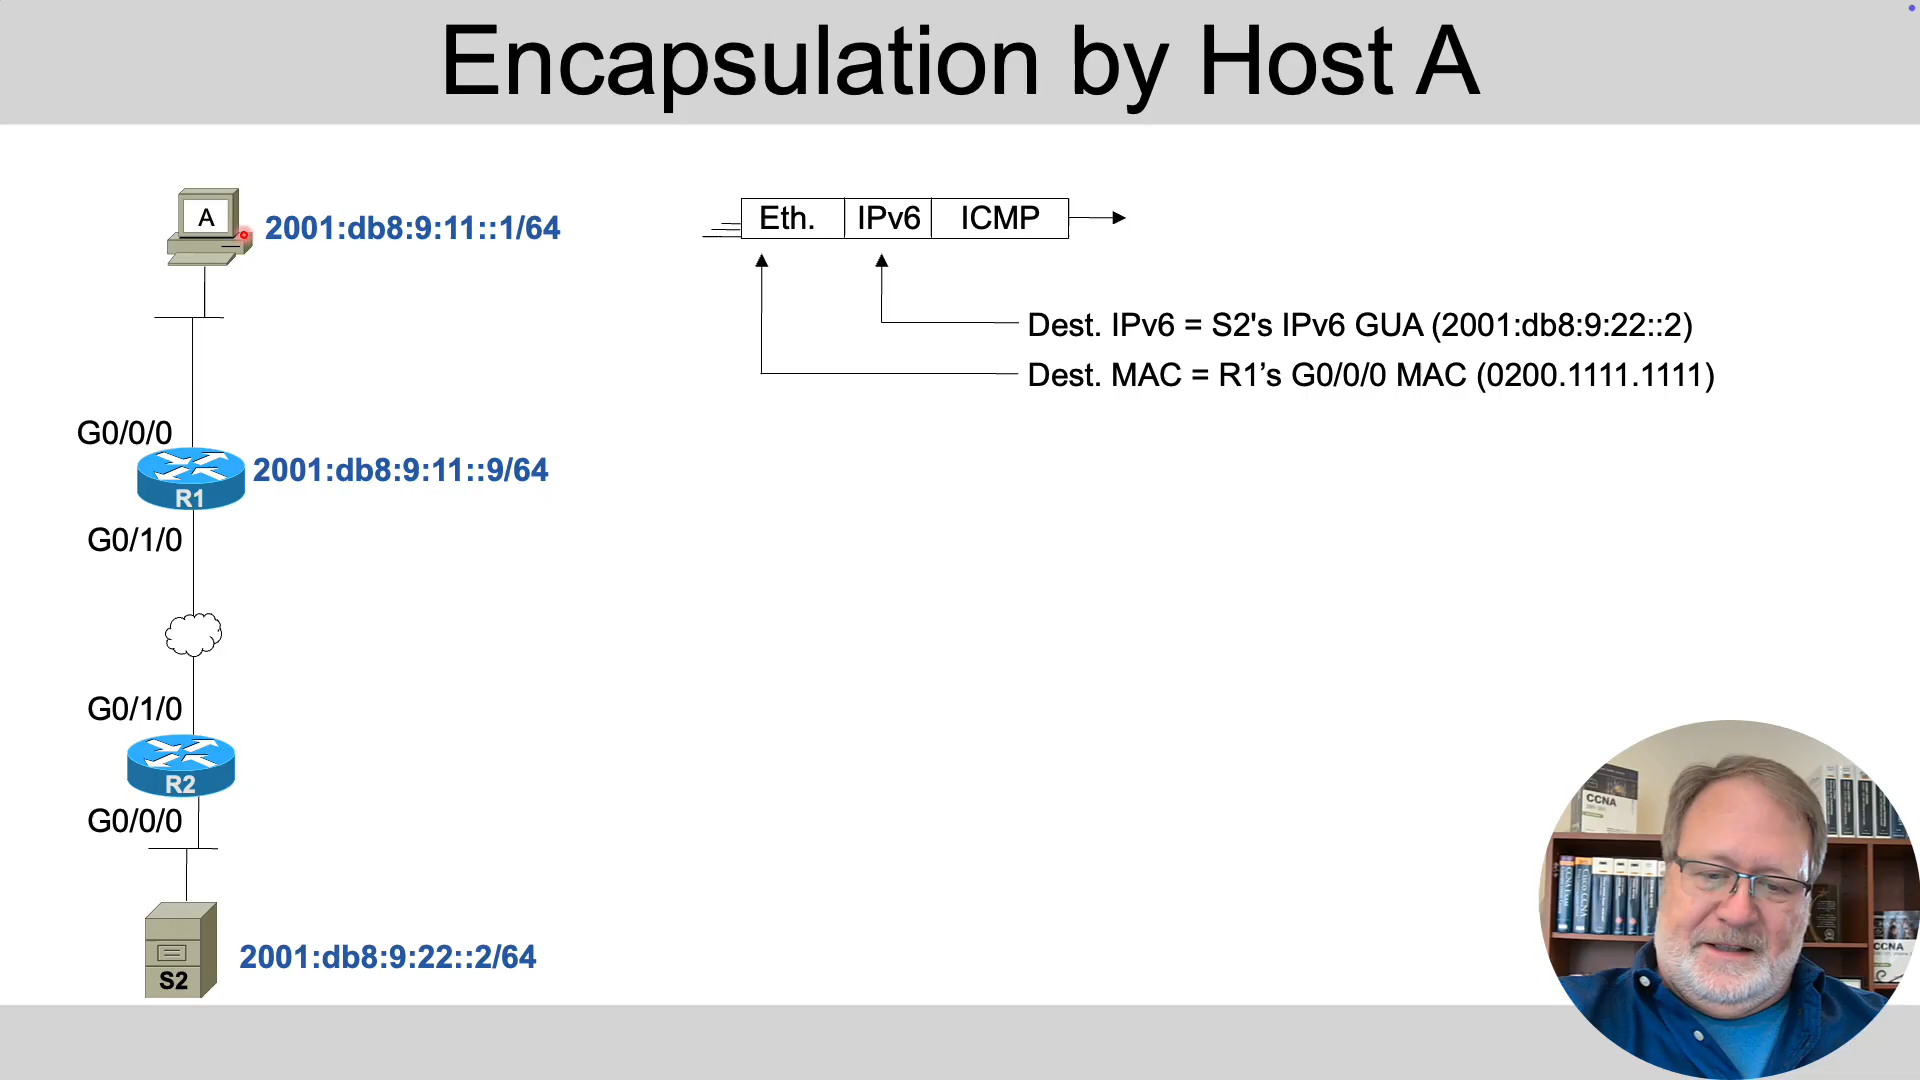 Encapsulation by Host A
A
2001:db8:9:11::1/64
Eth. IPv6 ICMP
Dest. IPv6 = S2's IPv6 GUA (2001:db8:9:22::2)
Dest. MAC = R1’s G0/0/0 MAC (0200.1111.1111)
G0/0/0
R1
2001:db8:9:11::9/64
G0/1/0
G0/1/0
R2
G0/0/0
S2
2001:db8:9:22::2/64
CCNA
CCNA